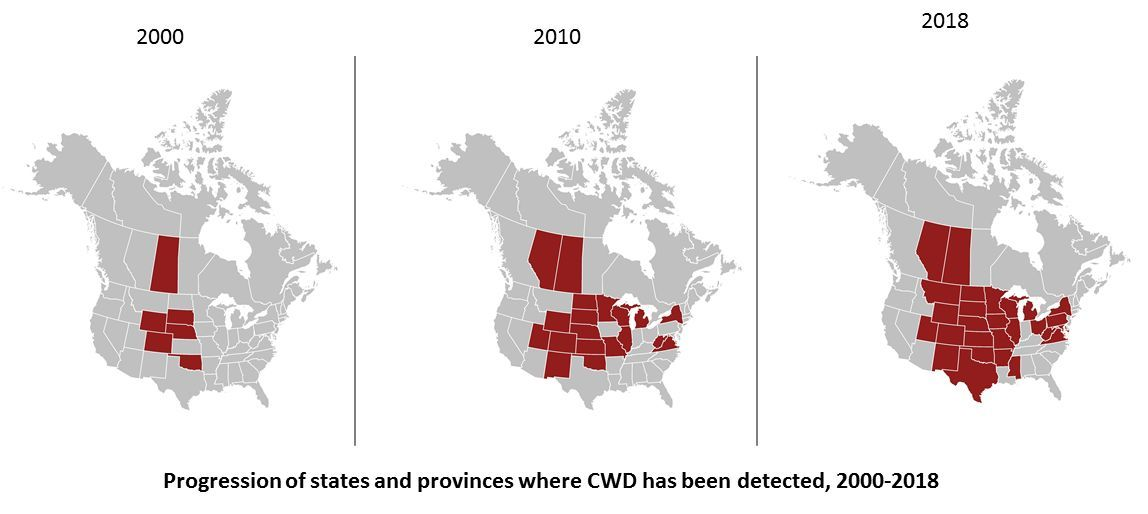 2000
2010
2018
Progression of states and provinces where CWD has been detected, 2000-2018